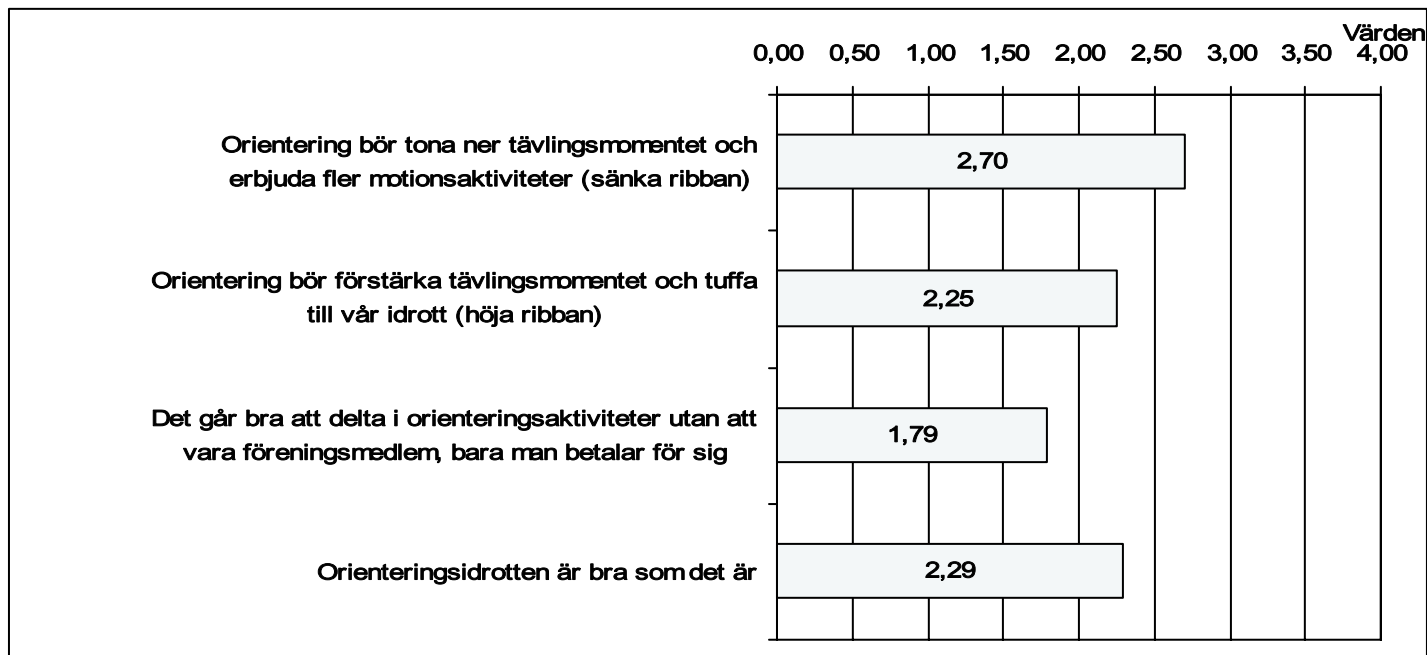 Värden
0,00 0,50 1,00 1,50 2,00 2,50 3,00 3,50 4,00
Orientering bör tona ner tävlingsmomentet och
erbjuda fler motionsaktiviteter (sänka ribban)
2,70
Orientering bör förstärka tävlingsmomentet och tuffa
till vår idrott (höja ribban)
2,25
Det går bra att delta i orienteringsaktiviteter utan att
vara föreningsmedlem, bara man betalar för sig
1,79
Orienteringsidrotten är bra som det är
2,29